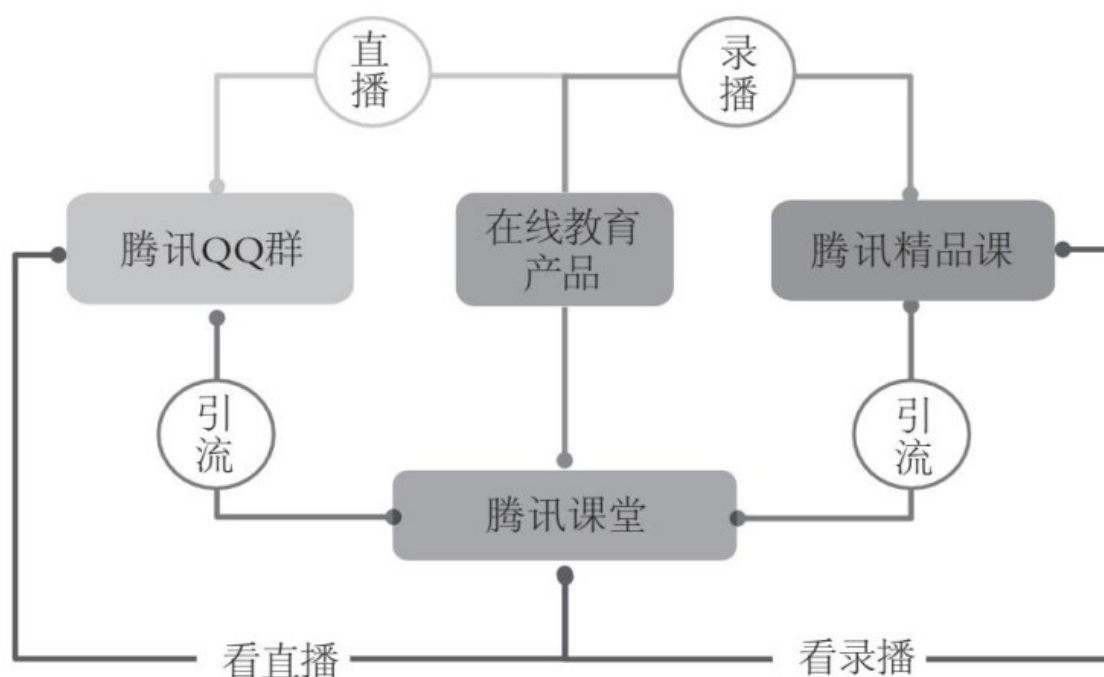 直播
录播
腾讯QQ群
在线教育
产品
腾讯精品课
引流
引流
腾讯课堂
看直播
看录播